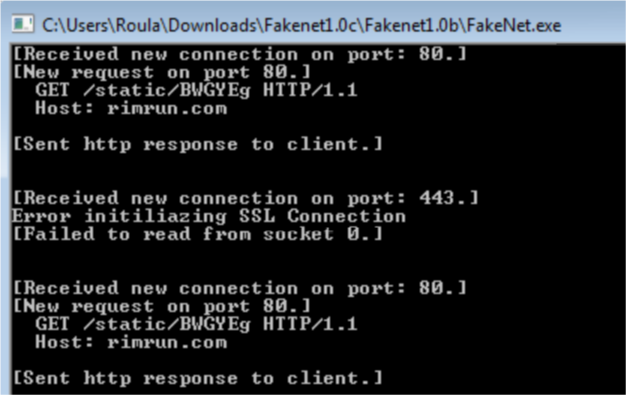 C:\Users\Roula\Downloads\Fakenet1.0c\Fakenet1.0b\FakeNet.exe
[Received new connection on port: 80.]
[New request on port 80.]
GET /static/BWGYEg HTTP/1.1
Host: rimrun.com
[Sent http response to client.]
[Received new connection on port: 443.]
Error initiliazing SSL Connection
[Failed to read from socket 0.]
[Received new connection on port: 80.]
[New request on port 80.]
GET /static/BWGYEg HTTP/1.1
Host: rimrun.com
[Sent http response to client.]